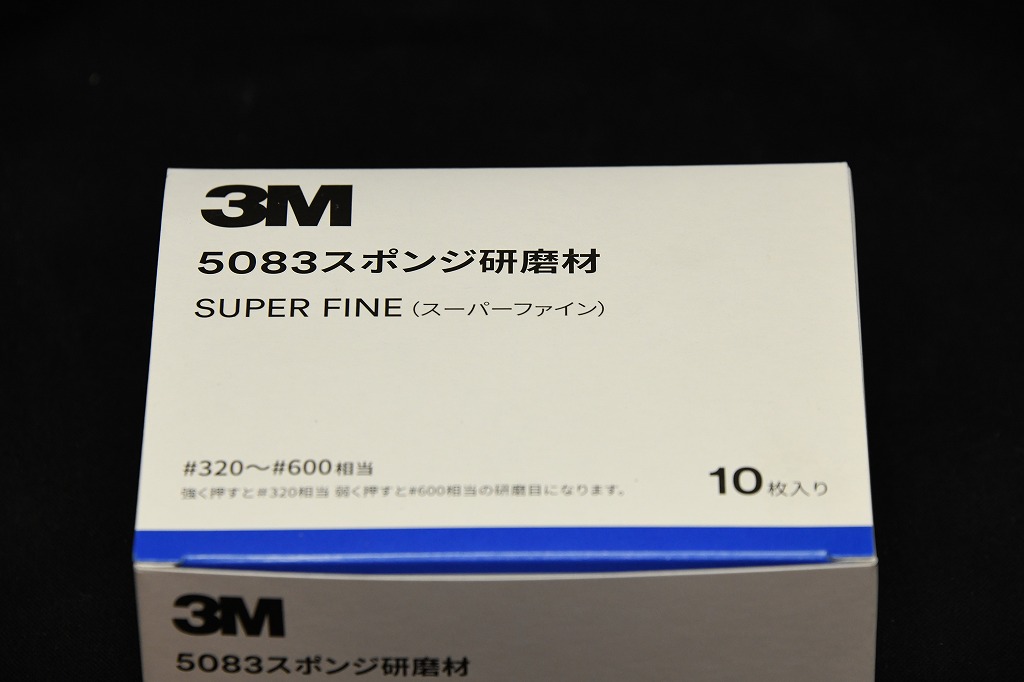 3M
5083スポンジ研磨材
SUPER FINE（スーパーファイン）
#320～#600相当
強く押すと#320相当 弱く押すと#600相当の研磨目になります。
10枚入り
3M
5083スポンジ研磨材